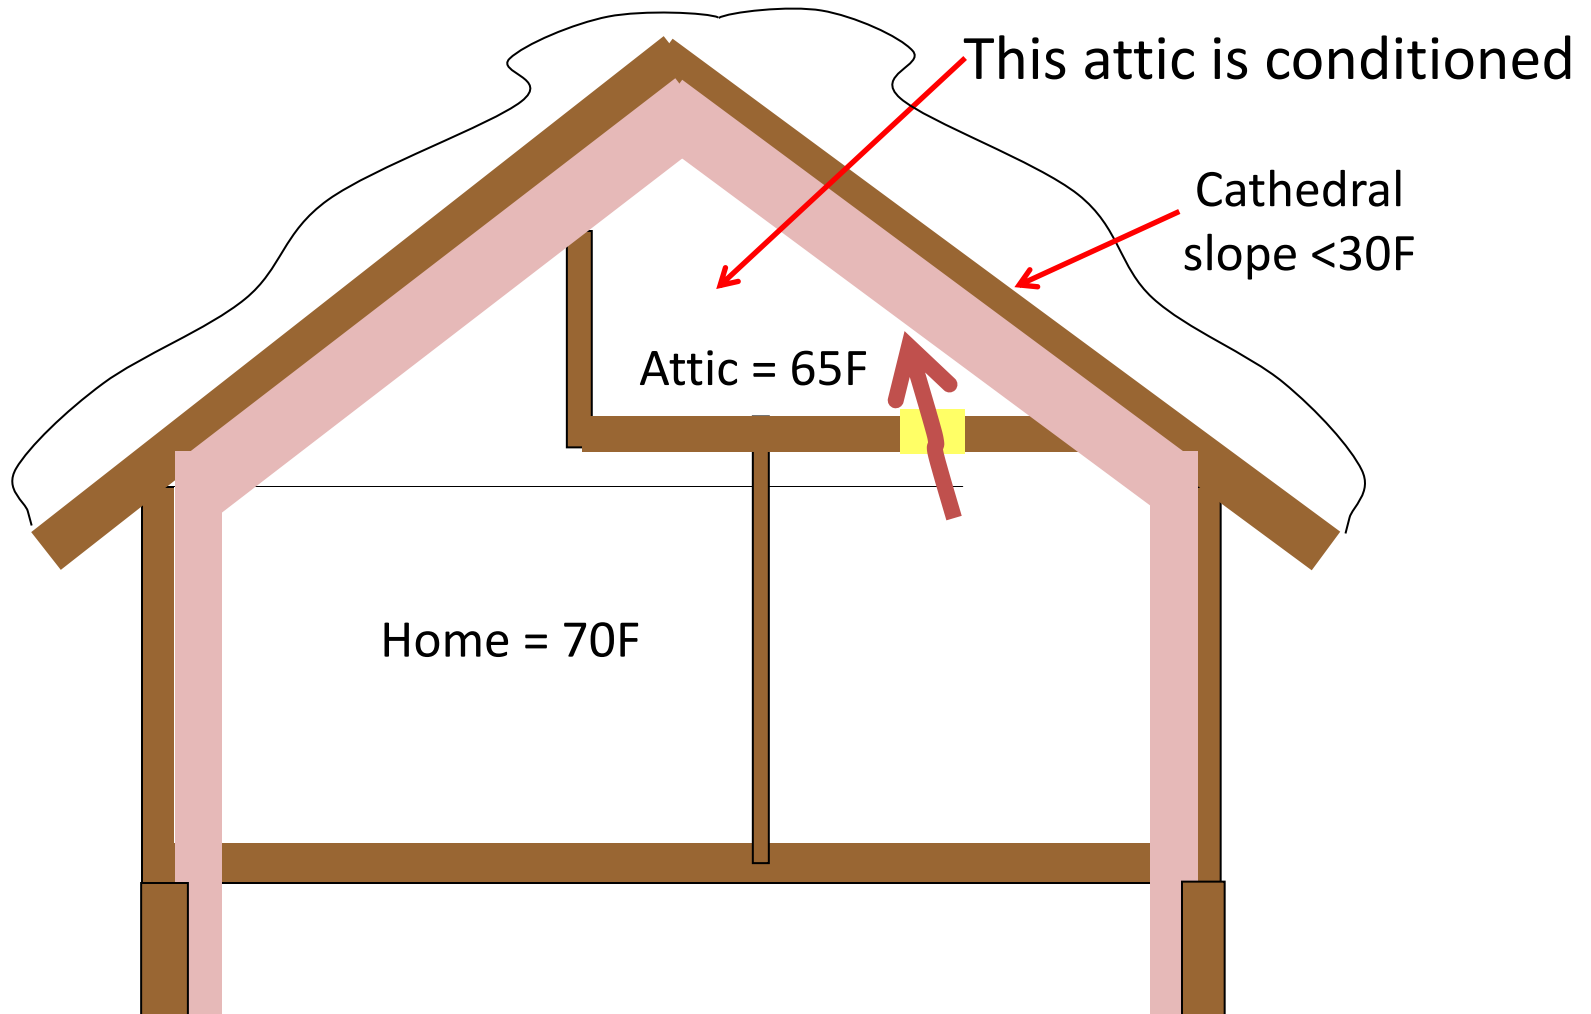 This attic is conditioned
Cathedral
slope <30F
Attic = 65F
Home = 70F